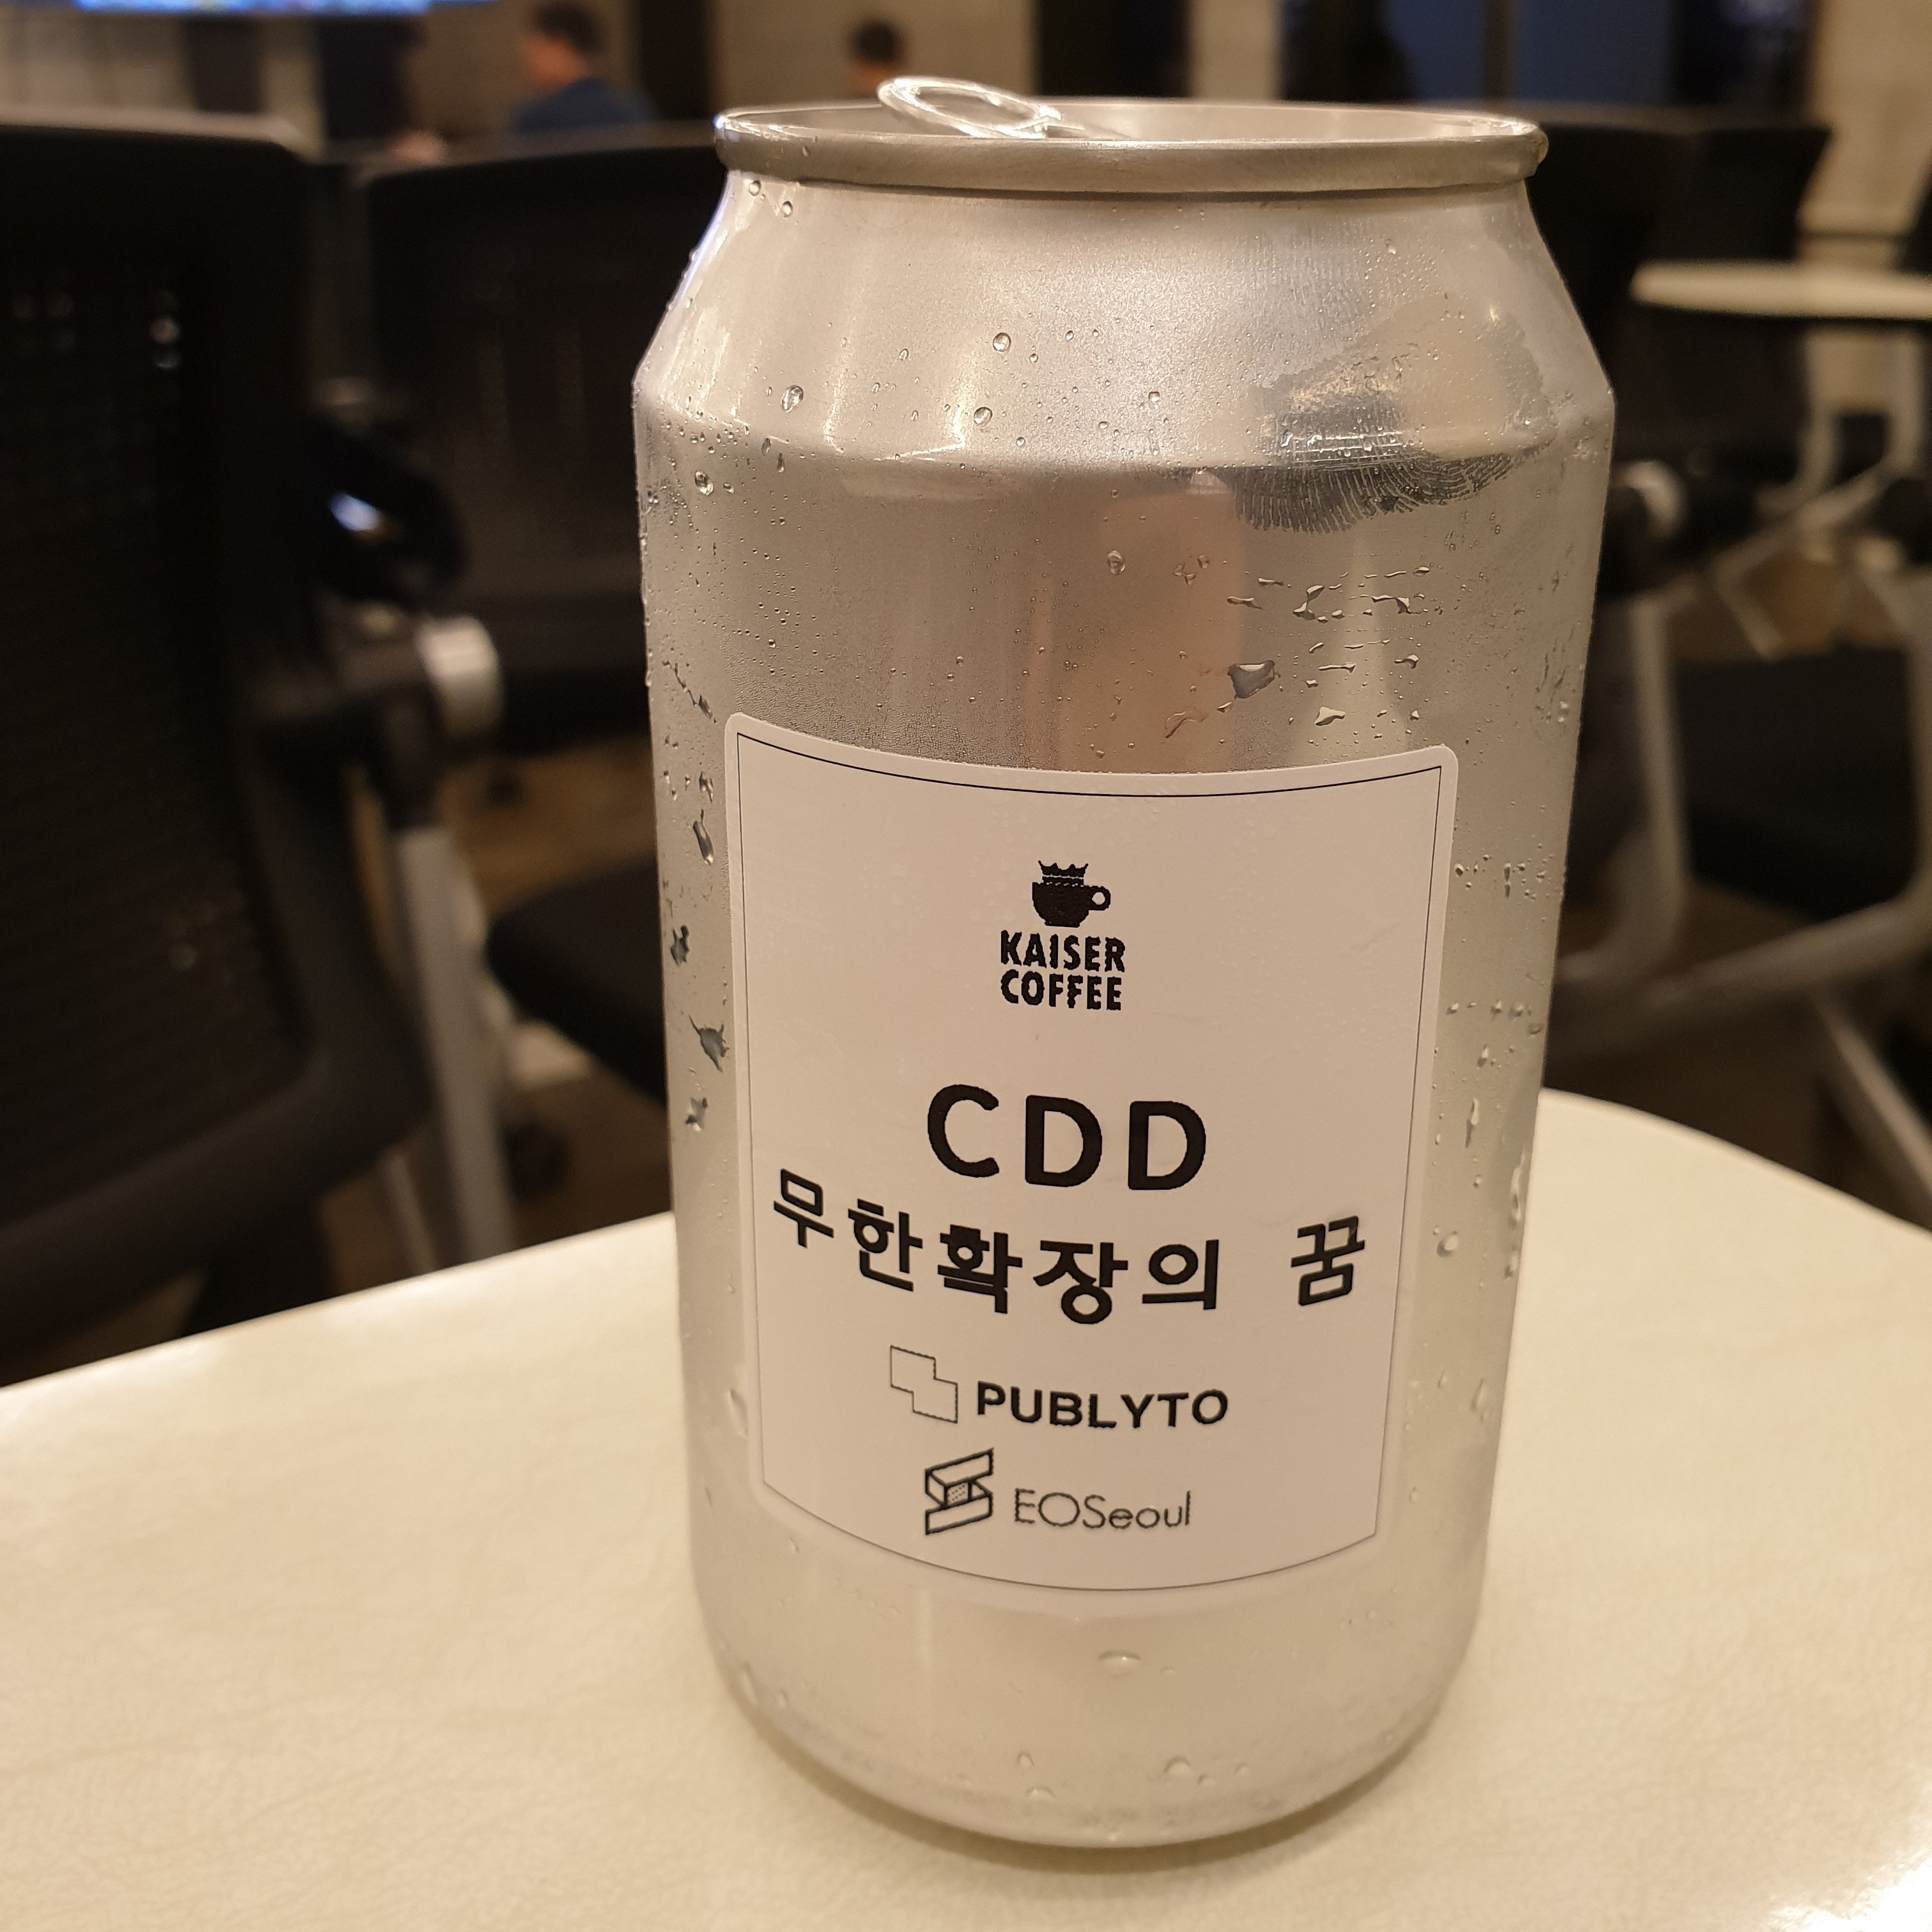 KAISER
COFFEE
CDD
무한확장의 꿈
PUBLYTO
EOSeoul